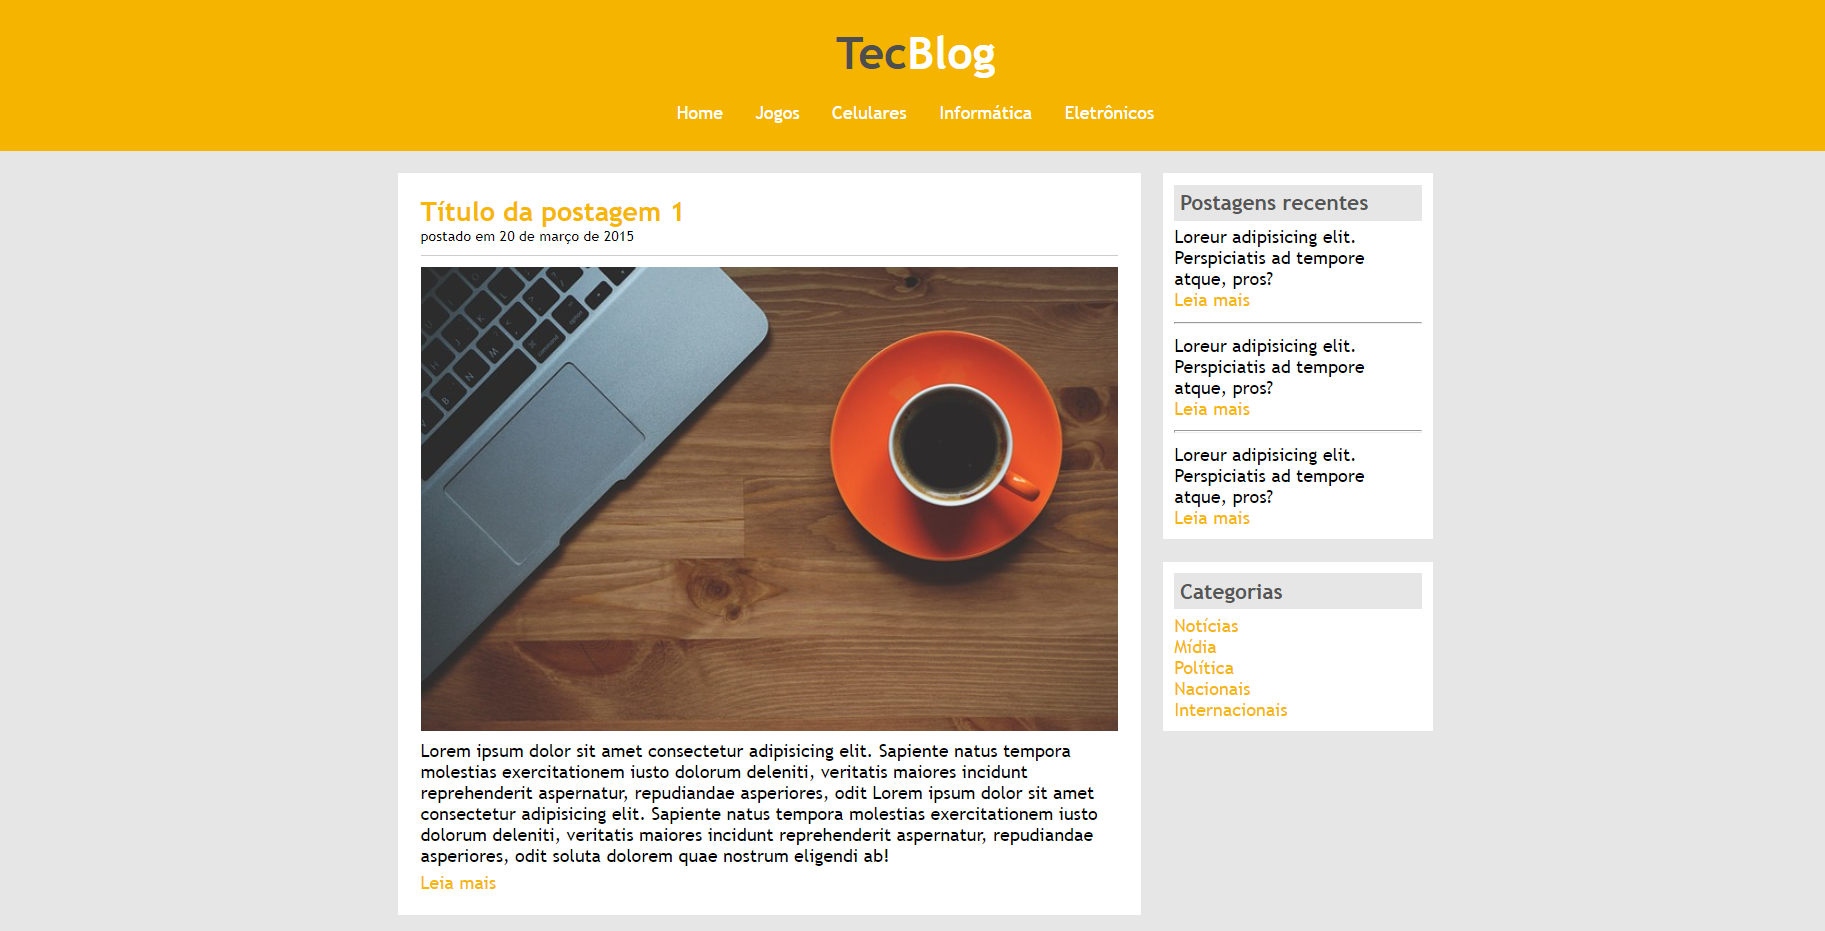 TecBlog
Home Jogos Celulares Informática Eletrônicos
Título da postagem 1
postado em 20 de março de 2015
option
command
Lorem ipsum dolor sit amet consectetur adipisicing elit. Sapiente natus tempora
molestias exercitationem iusto dolorum deleniti, veritatis maiores incidunt
reprehenderit aspernatur, repudiandae asperiores, odit Lorem ipsum dolor sit amet
consectetur adipisicing elit. Sapiente natus tempora molestias exercitationem iusto
dolorum deleniti, veritatis maiores incidunt reprehenderit aspernatur, repudiandae
asperiores, odit soluta dolorem quae nostrum eligendi ab!
Leia mais
Postagens recentes
Loreur adipisicing elit.
Perspiciatis ad tempore
atque, pros?
Leia mais
Loreur adipisicing elit.
Perspiciatis ad tempore
atque, pros?
Leia mais
Loreur adipisicing elit.
Perspiciatis ad tempore
atque, pros?
Leia mais
Categorias
Notícias
Mídia
Política
Nacionais
Internacionais